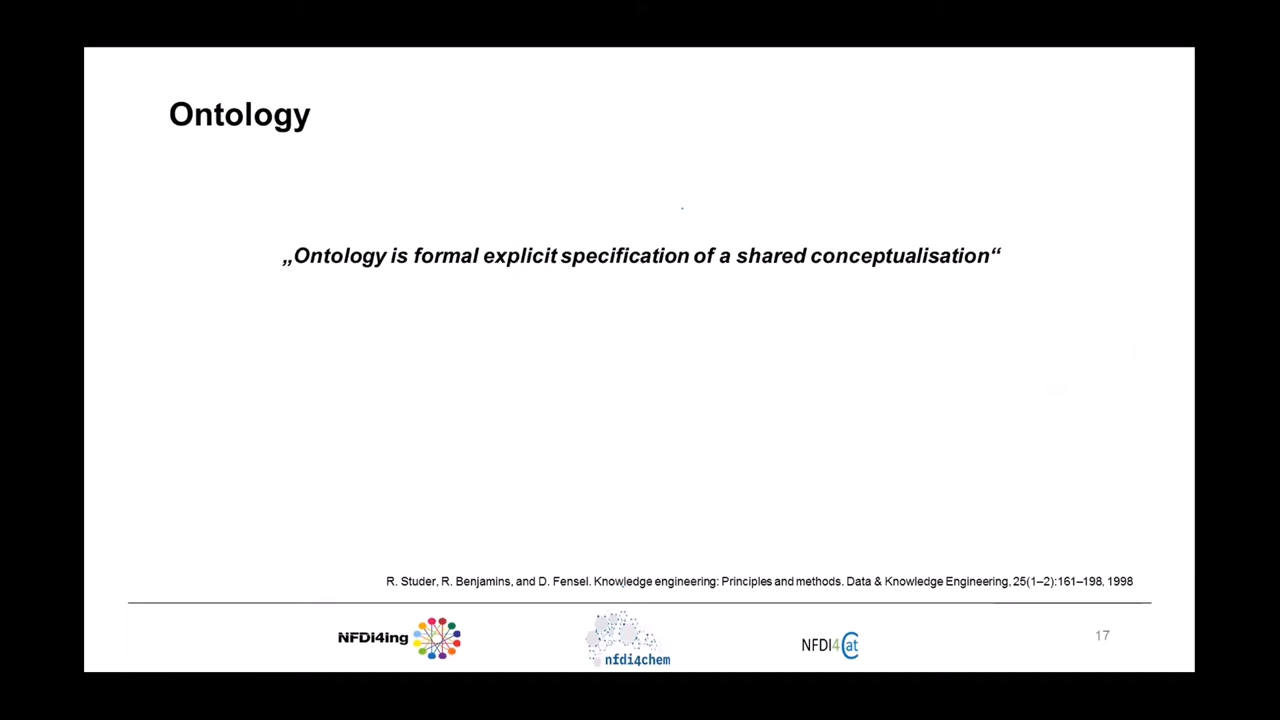 Ontology
„Ontology is formal explicit specification of a shared conceptualisation“
R. Studer, R. Benjamins, and D. Fensel. Knowledge engineering: Principles and methods. Data & Knowledge Engineering, 25(1–2):161–198, 1998
NFDI4Ing
nfdi4chem
NFDI4Cat
17